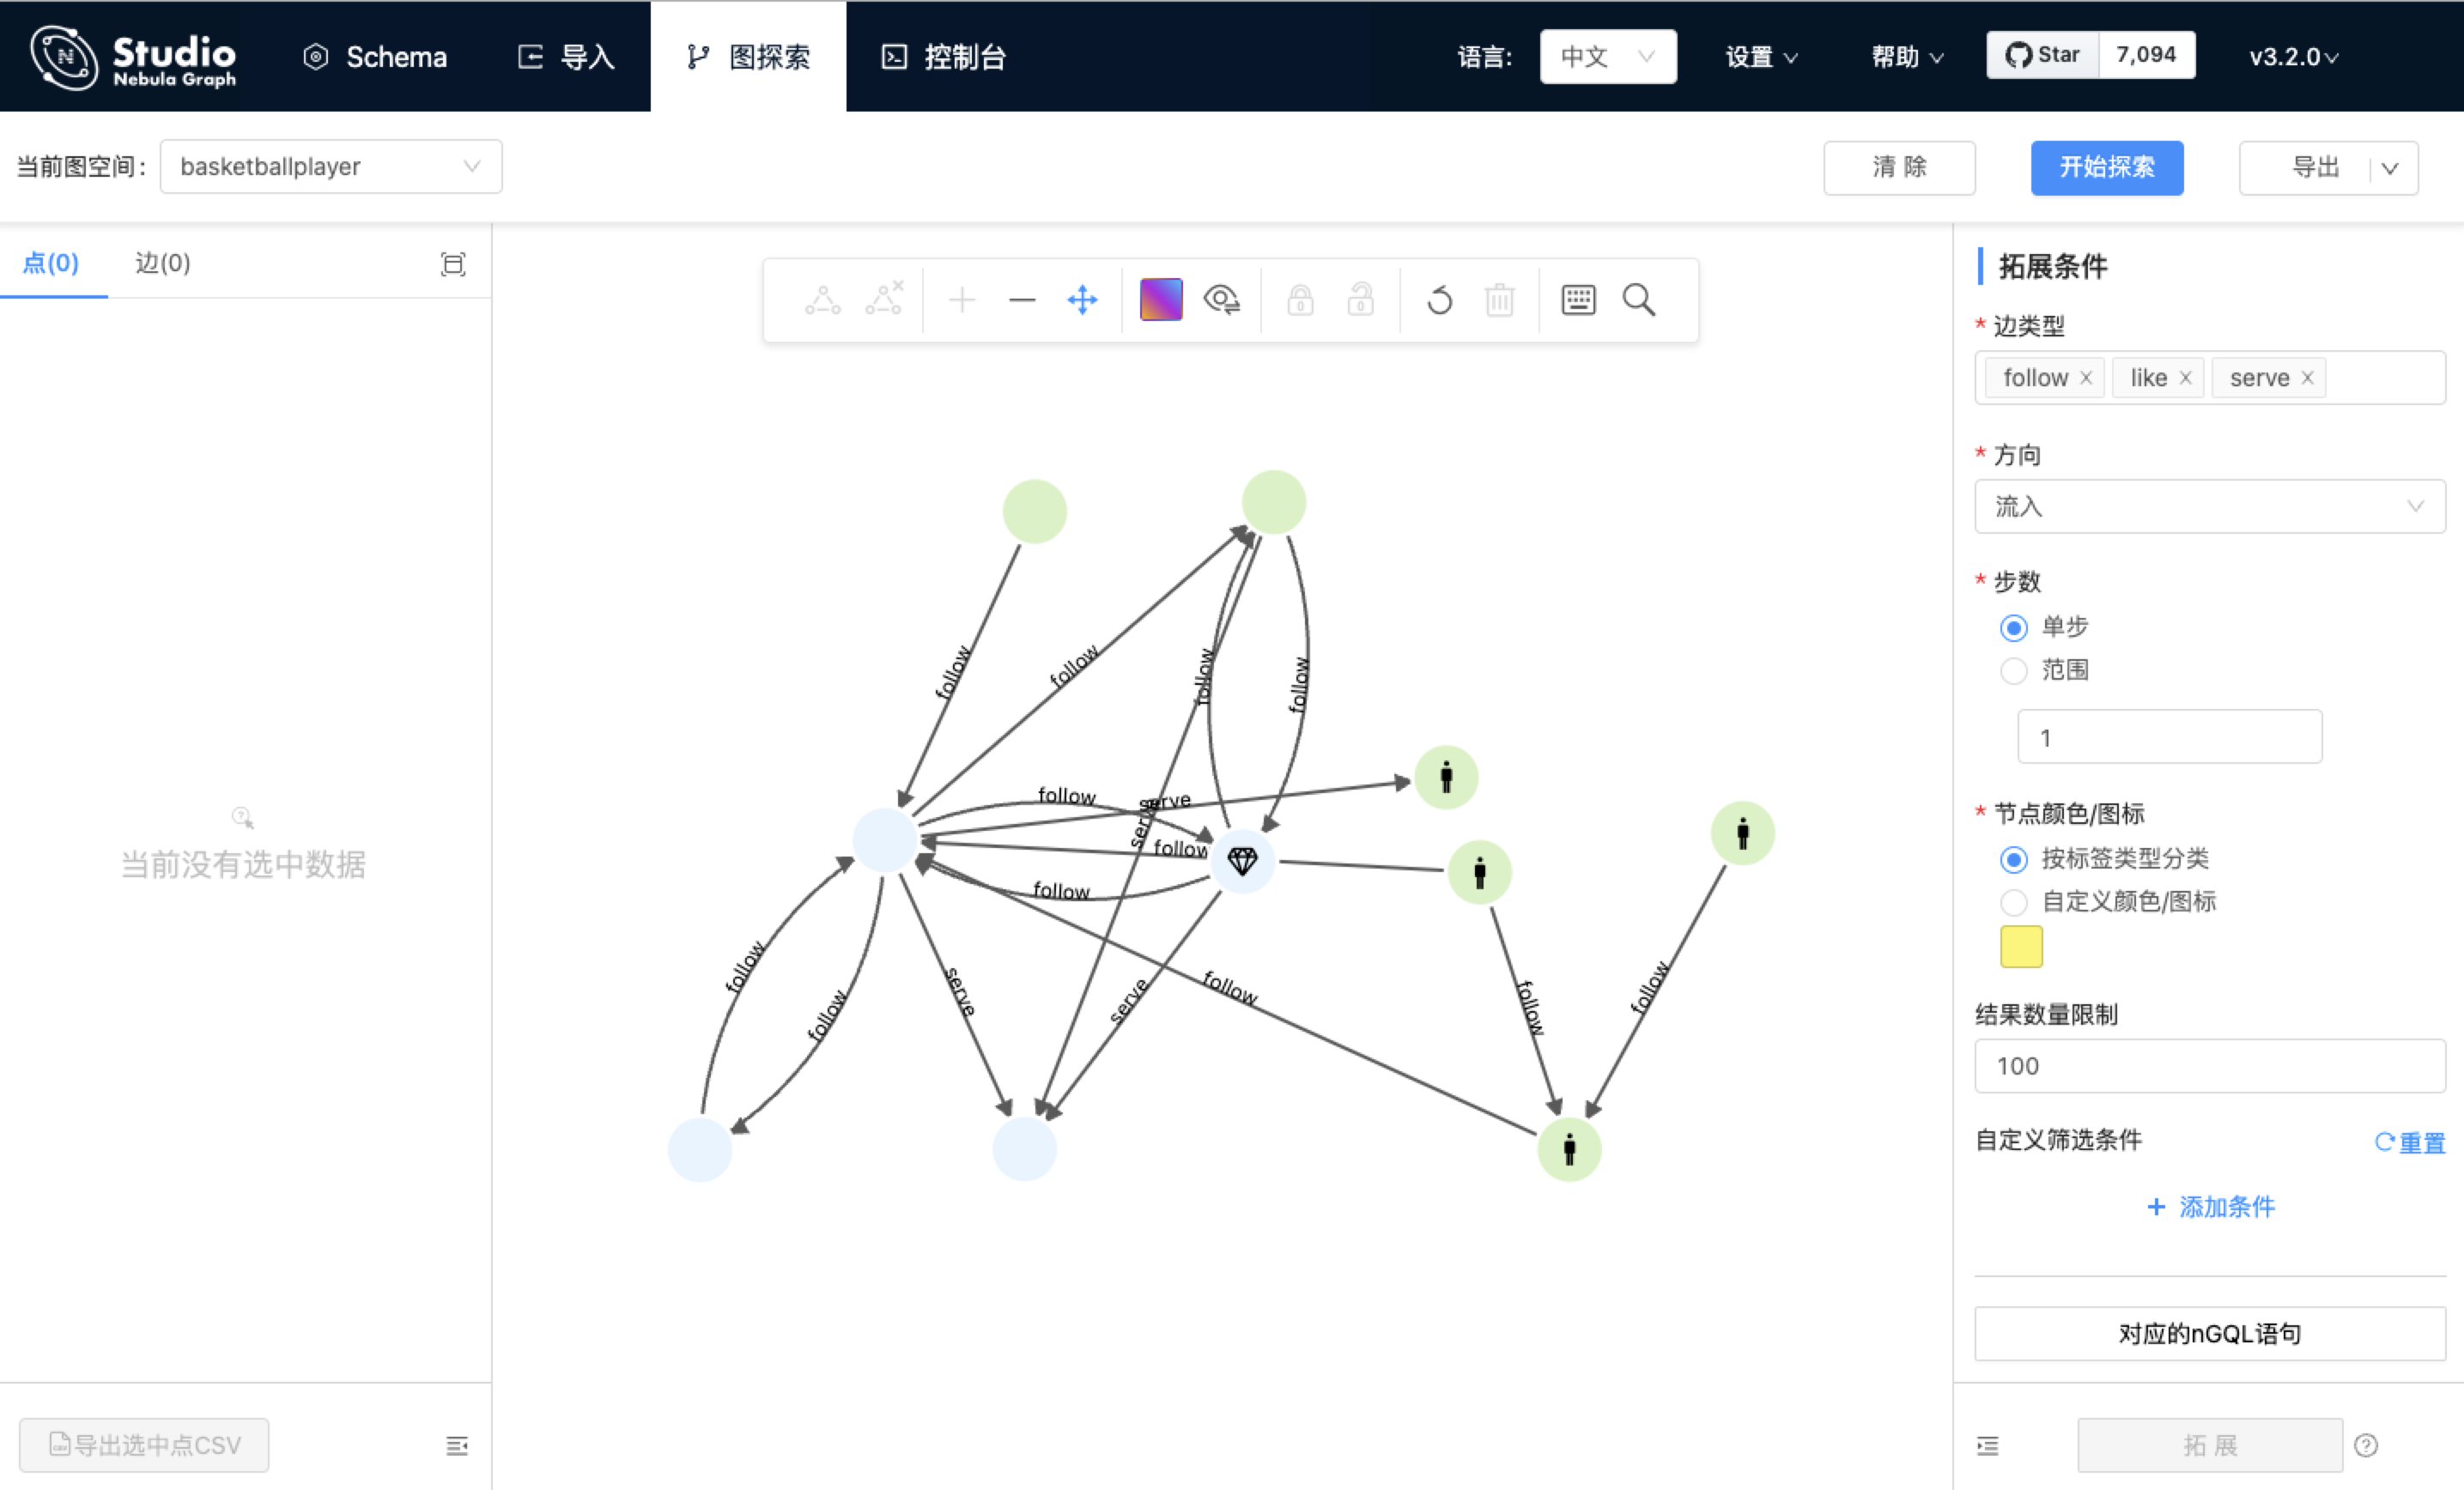 Studio
Nebula Graph
Schema
导入
图探索
控制台
语言:
中文
设置
帮助
Star
7,094
v3.2.0
当前图空间:
basketballplayer
清 除
开始探索
导出
点(0)
边(0)
当前没有选中数据
导出选中点CSV
follow
follow
follow
follow
follow
serve
serve
follow
follow
follow
follow
serve
serve
follow
follow
follow
拓展条件
* 边类型
follow
like
serve
* 方向
流入
* 步数
单步
范围
1
* 节点颜色/图标
按标签类型分类
自定义颜色/图标
结果数量限制
100
自定义筛选条件
重置
+ 添加条件
对应的nGQL语句
拓 展